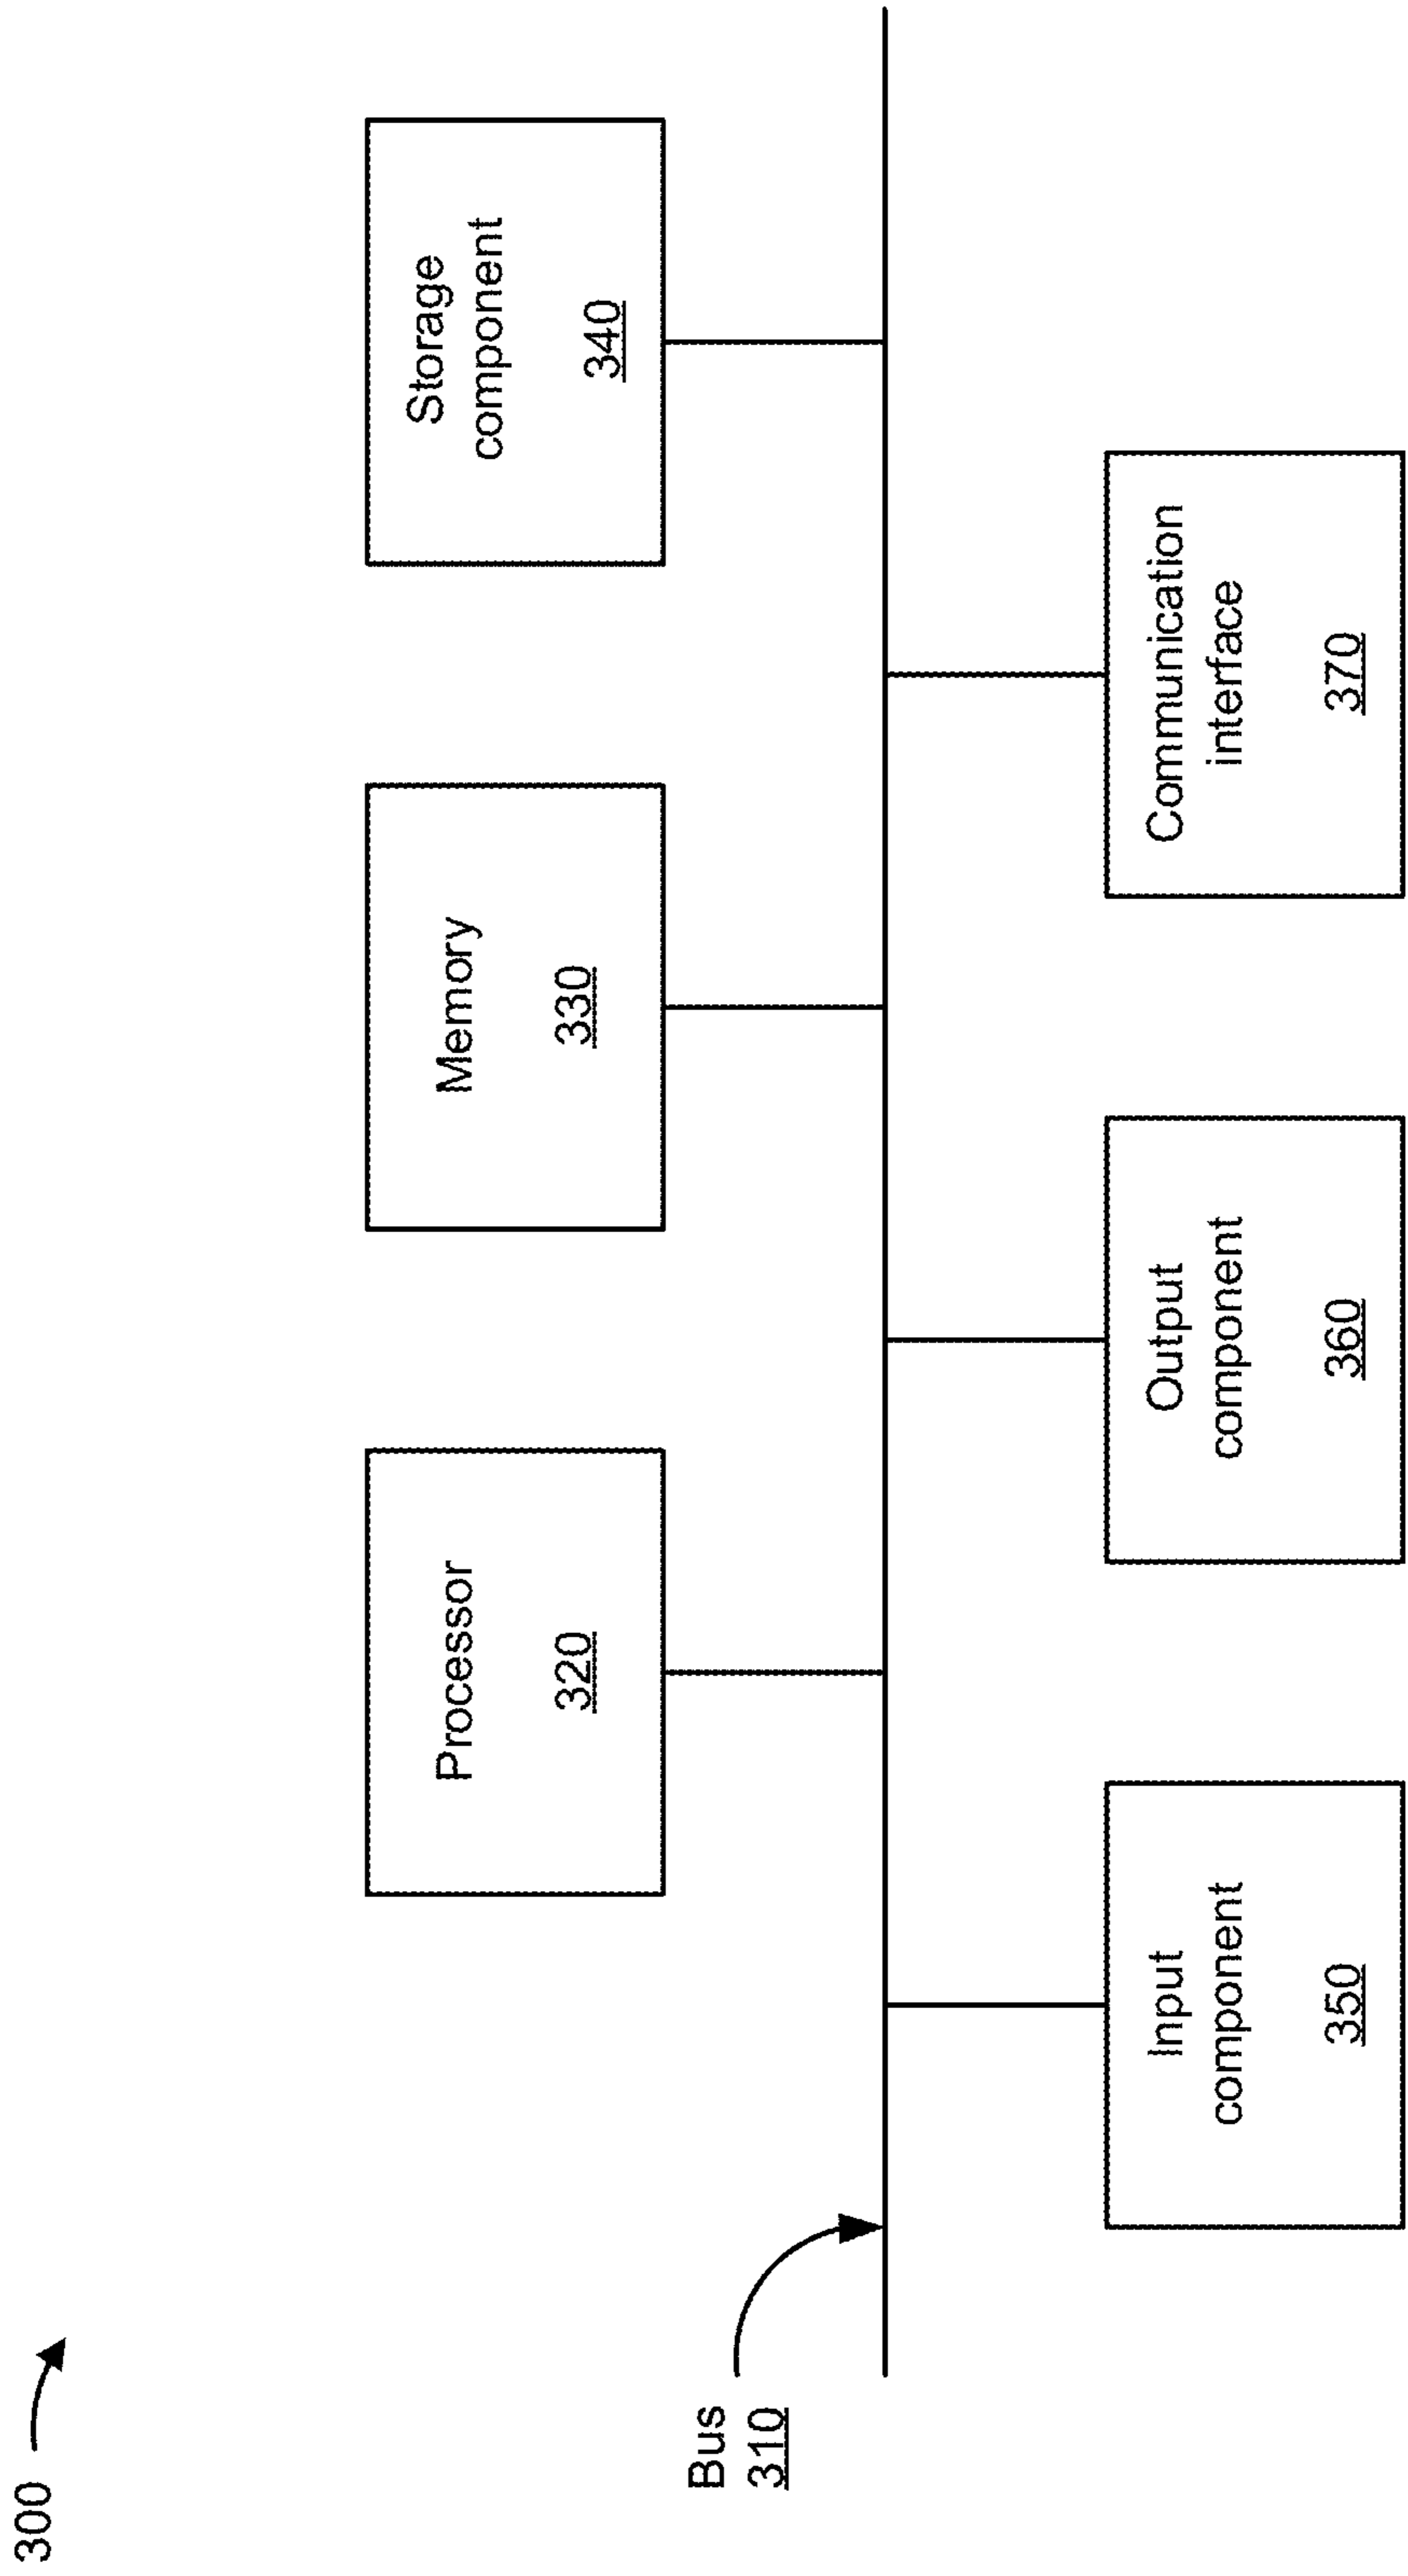 300
Processor
320
Memory
330
Storage
component
340
Bus
310
Input
component
350
Output
component
360
Communication
interface
370